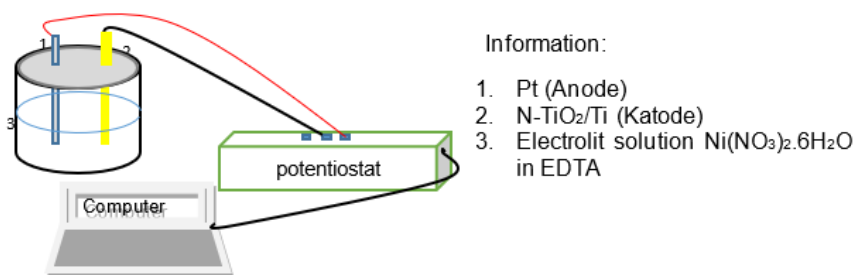 1
2
3
potentiostat
Computer
Information:
1. Pt (Anode)
2. N-TiO₂/Ti (Katode)
3. Electrolit solution Ni(NO₃)₂.6H₂O
in EDTA